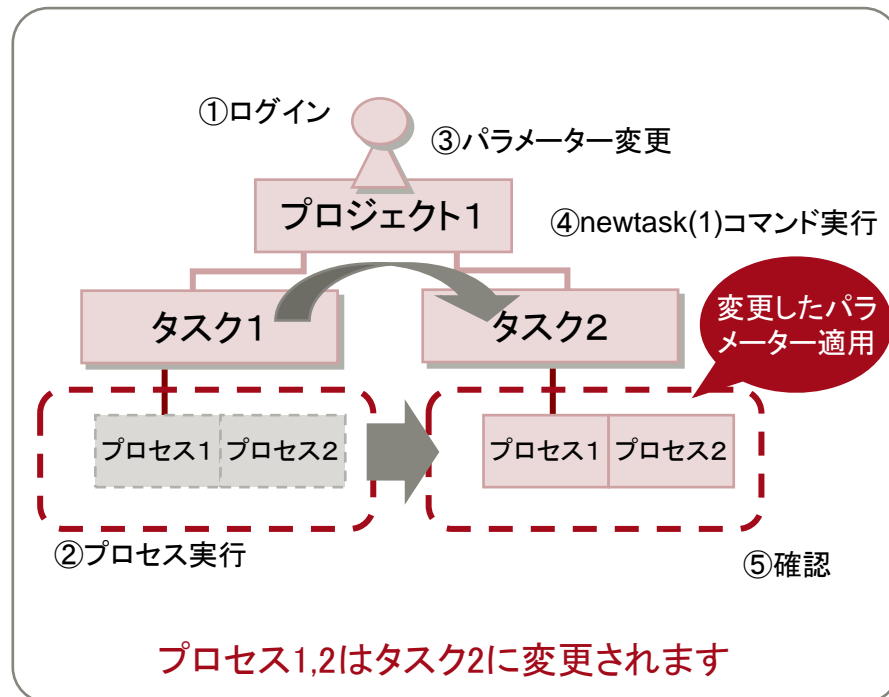 ①ログイン
③パラメーター変更
プロジェクト1
④newtask(1)コマンド実行
タスク1
タスク2
変更したパラ
メーター適用
プロセス1
プロセス2
プロセス1
プロセス2
②プロセス実行
⑤確認
プロセス1,2はタスク2に変更されます